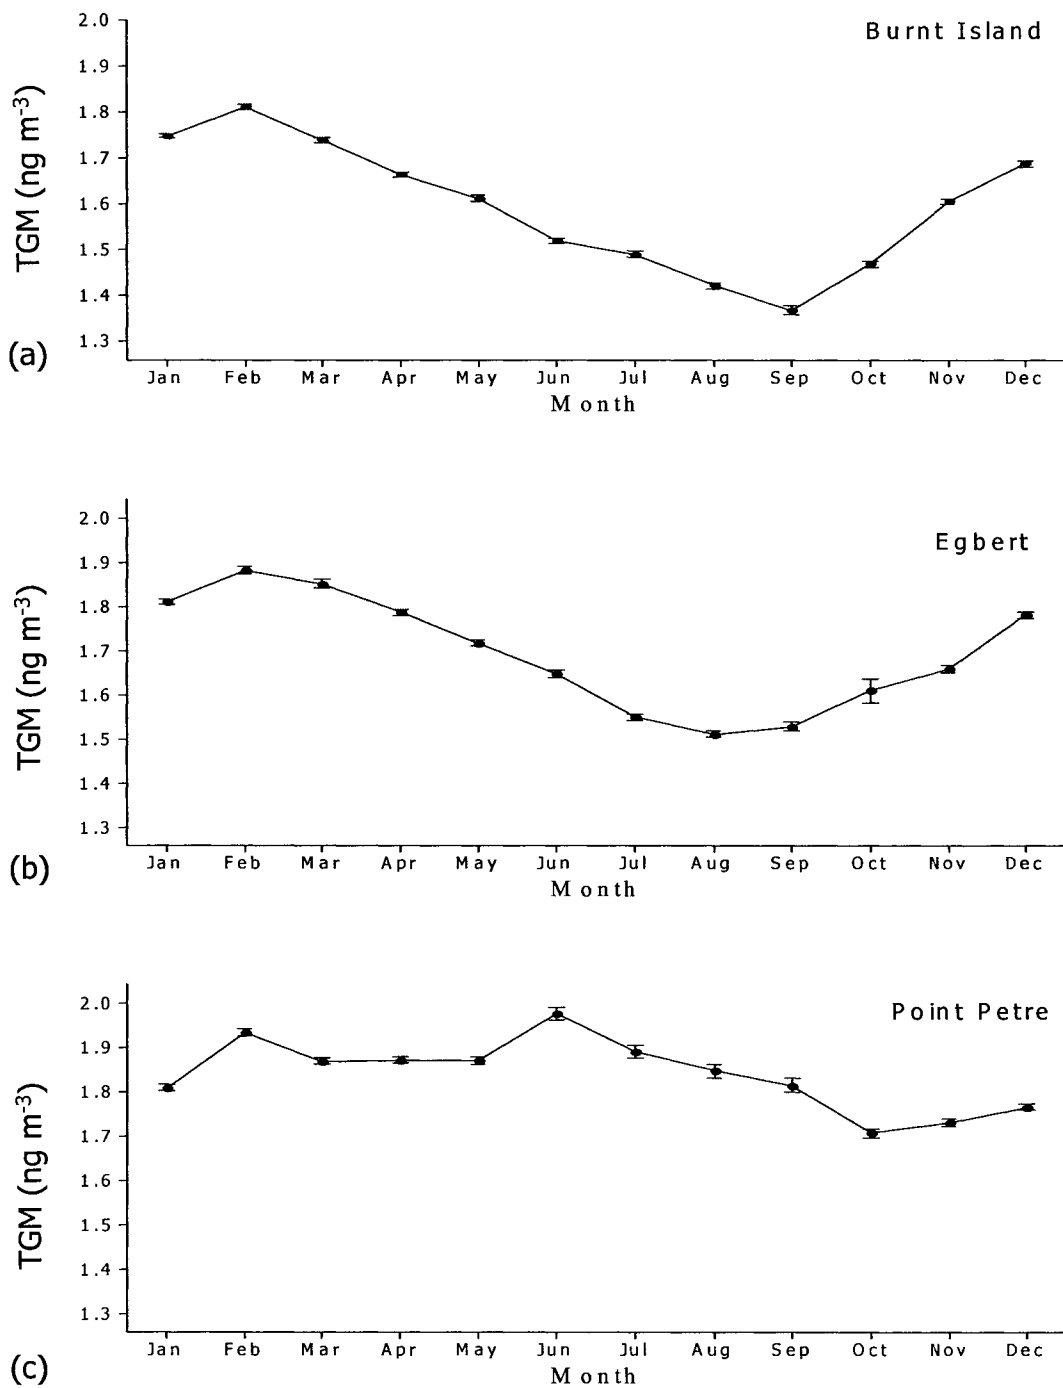 Burnt Island
TGM (ng m-3)
2.0
1.9
1.8
1.7
1.6
1.5
1.4
1.3
(a)
Jan Feb Mar Apr May Jun Jul Aug Sep Oct Nov Dec
Month
Egbert
TGM (ng m-3)
2.0
1.9
1.8
1.7
1.6
1.5
1.4
1.3
(b)
Jan Feb Mar Apr May Jun Jul Aug Sep Oct Nov Dec
Month
Point Petre
TGM (ng m-3)
2.0
1.9
1.8
1.7
1.6
1.5
1.4
1.3
(c)
Jan Feb Mar Apr May Jun Jul Aug Sep Oct Nov Dec
Month